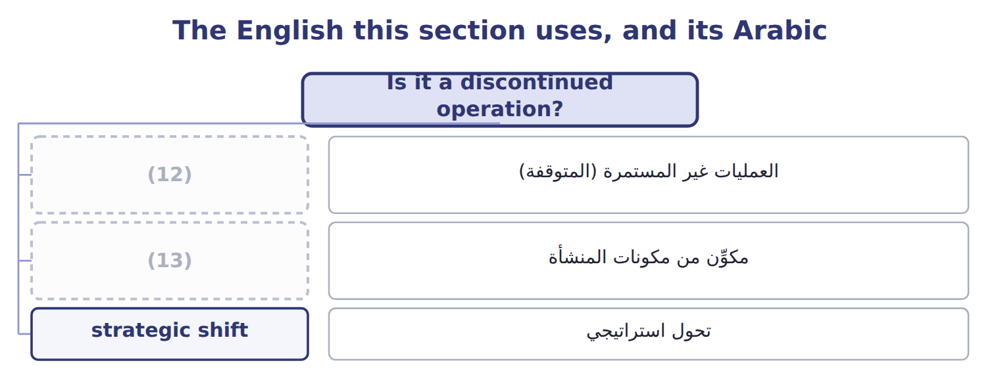 The English this section uses, and its Arabic
Is it a discontinued
operation?
(12)
العمليات غير المستمرة (المتوقفة)
(13)
مكوِّن من مكونات المنشأة
strategic shift
تحول استراتيجي